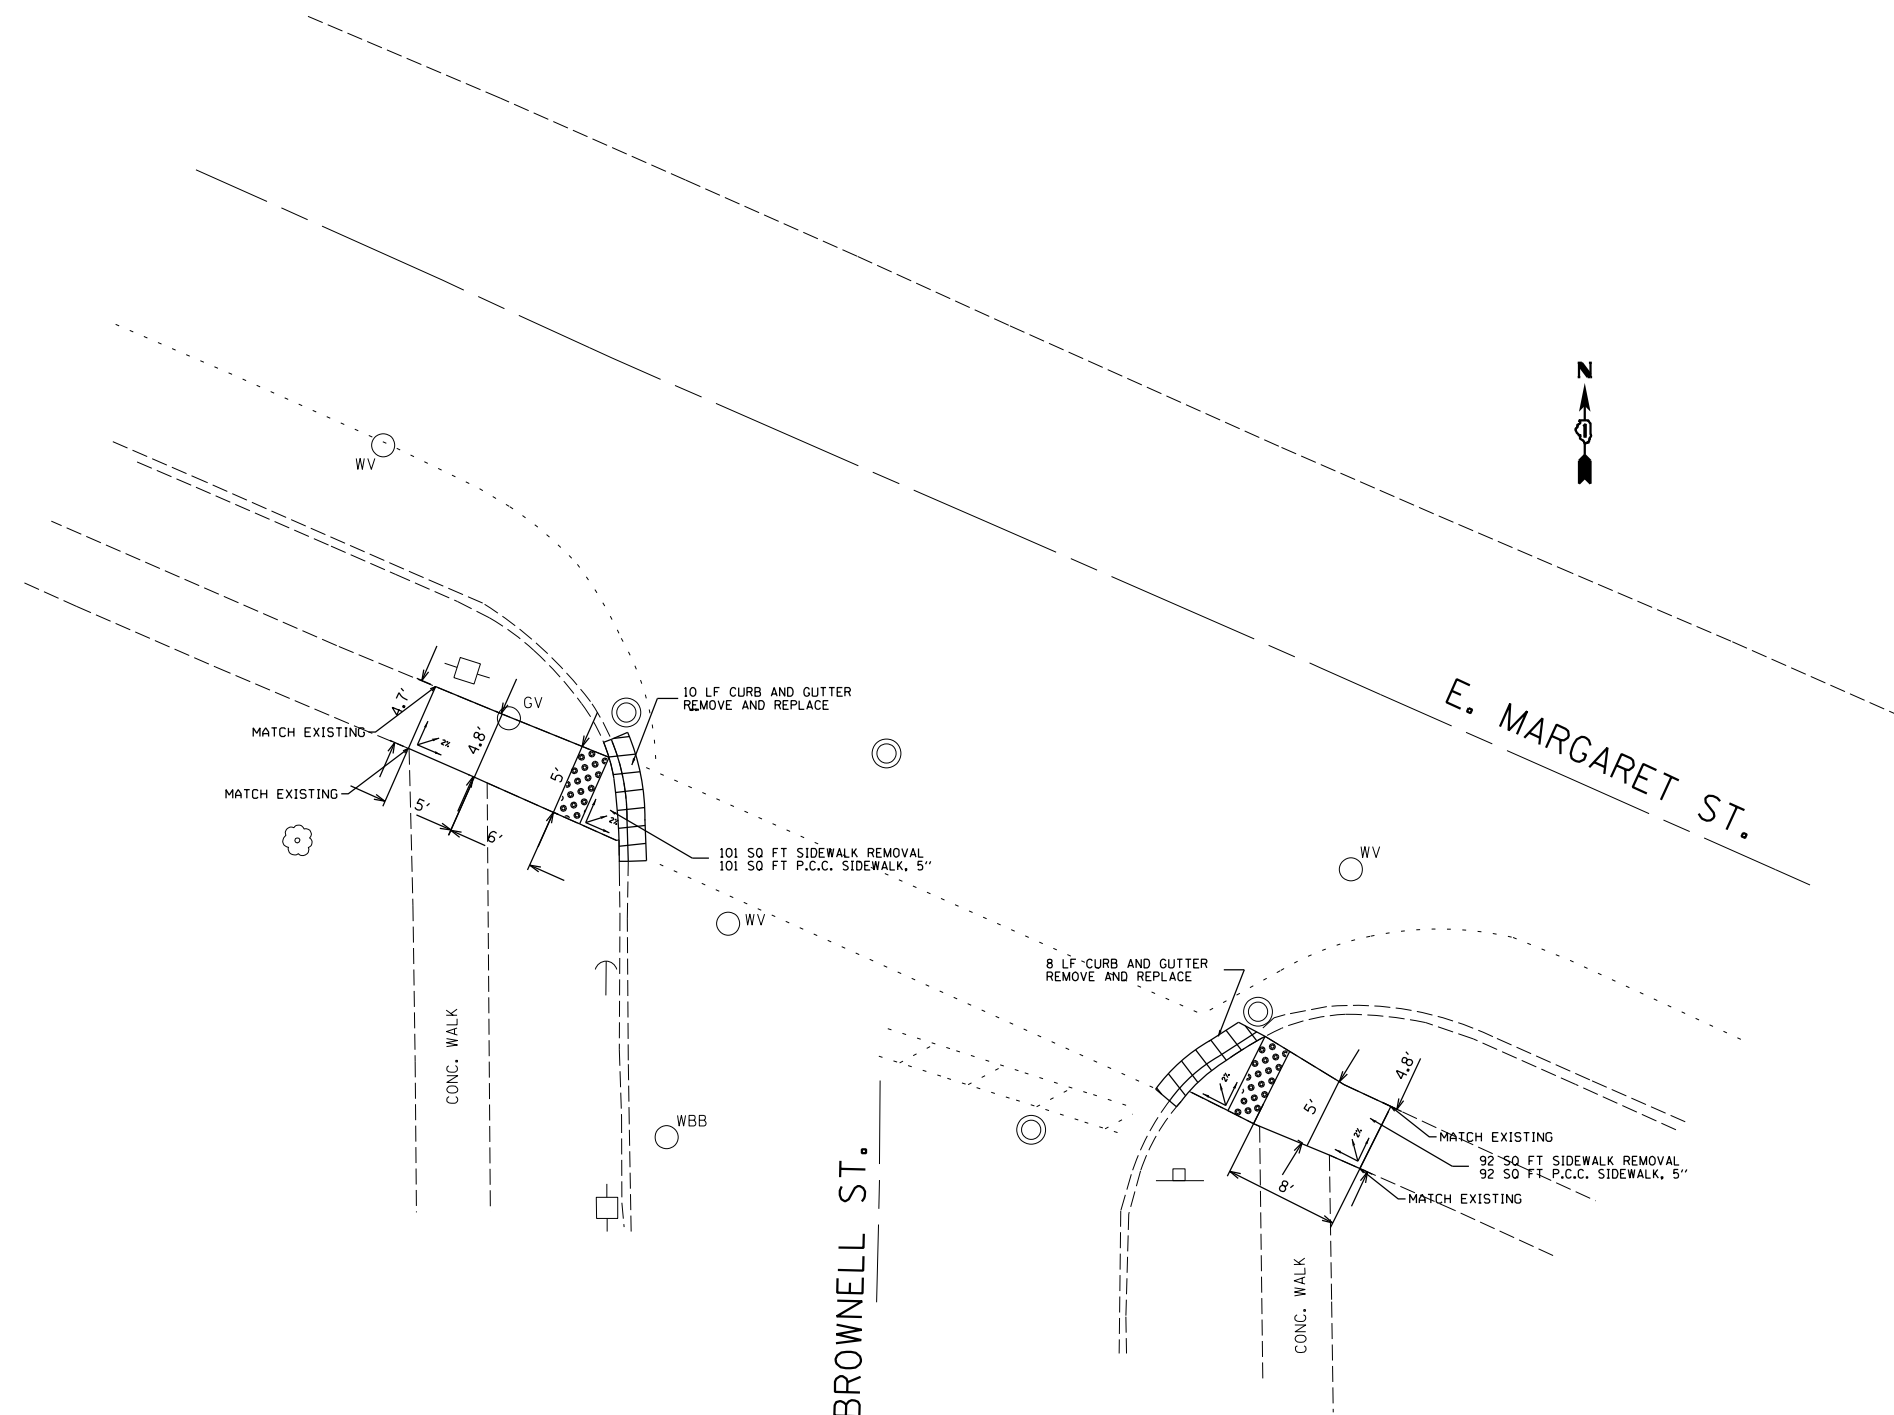 N
WV
E. MARGARET ST.
10 LF CURB AND GUTTER
REMOVE AND REPLACE
GV
4.7'
MATCH EXISTING
2%
4.8'
5'
MATCH EXISTING
5'
6'
2%
101 SQ FT SIDEWALK REMOVAL
101 SQ FT P.C.C. SIDEWALK, 5"
WV
WV
8 LF CURB AND GUTTER
REMOVE AND REPLACE
CONC. WALK
WBB
2%
5'
4.8'
2%
MATCH EXISTING
92 SQ FT SIDEWALK REMOVAL
92 SQ FT P.C.C. SIDEWALK, 5"
8'
MATCH EXISTING
BROWNELL ST.
CONC. WALK